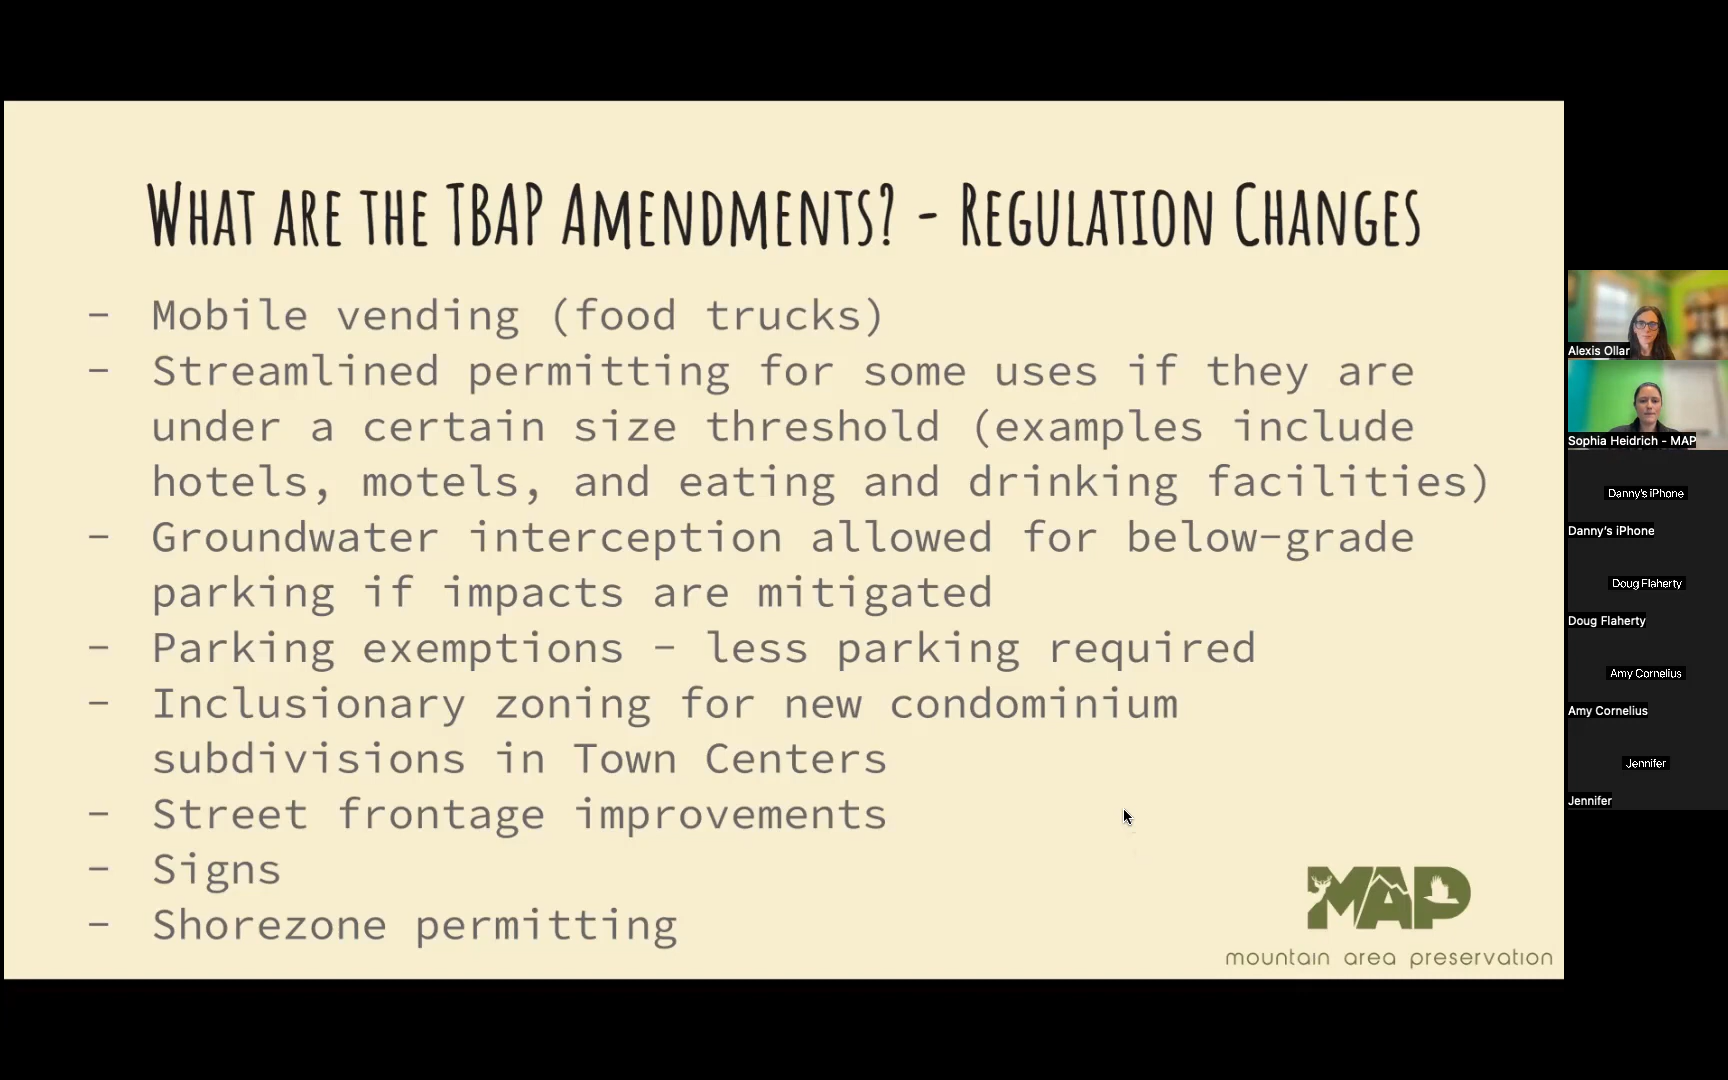 What are the TBAP Amendments? - Regulation Changes
- Mobile vending (food trucks)
- Streamlined permitting for some uses if they are
under a certain size threshold (examples include
hotels, motels, and eating and drinking facilities)
- Groundwater interception allowed for below-grade
parking if impacts are mitigated
- Parking exemptions - less parking required
- Inclusionary zoning for new condominium
subdivisions in Town Centers
- Street frontage improvements
- Signs
- Shorezone permitting
MAP
mountain area preservation
Alexis Ollar
Sophia Heidrich - MAP
Danny's iPhone
Danny's iPhone
Doug Flaherty
Doug Flaherty
Amy Cornelius
Amy Cornelius
Jennifer
Jennifer